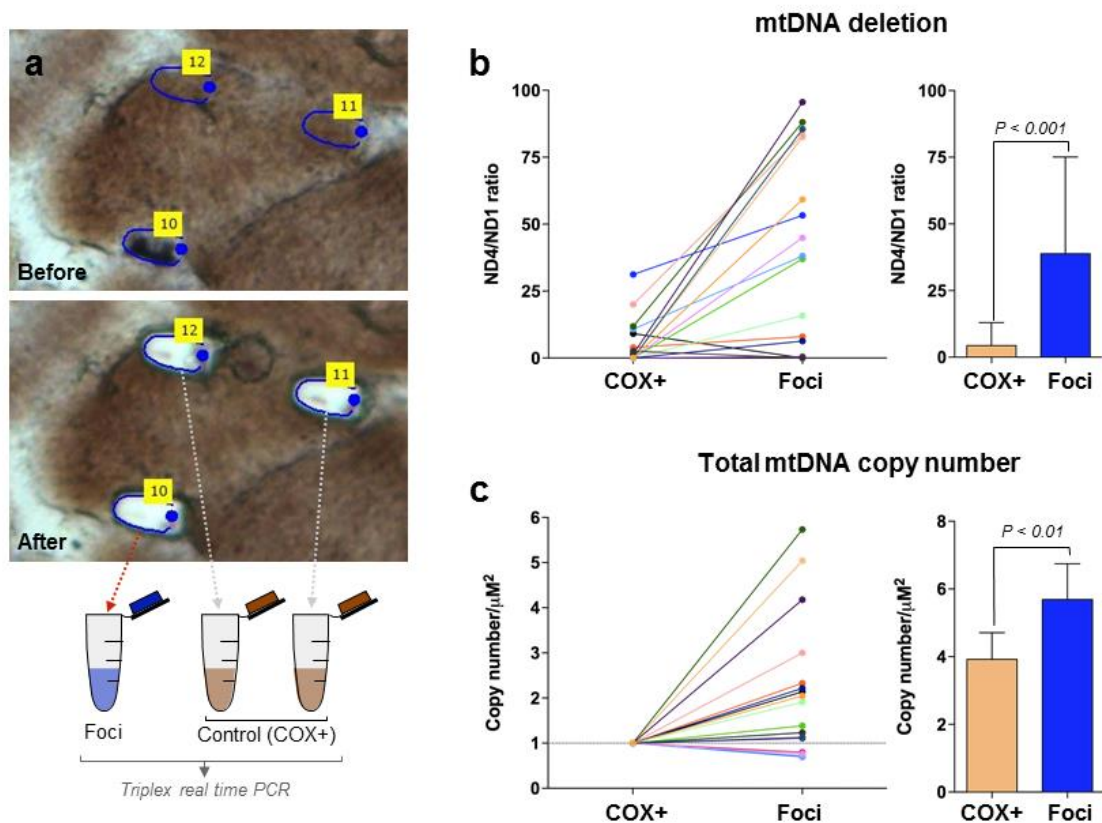 a
12
11
10
Before
12
11
10
After
Foci
Control (COX+)
Triplex real time PCR
mtDNA deletion
b
100
75
50
25
0
ND4/ND1 ratio
COX+
Foci
100
75
50
25
0
P < 0.001
COX+
Foci
Total mtDNA copy number
c
6
5
4
3
2
1
0
Copy number/µM²
COX+
Foci
8
6
4
2
0
Copy number/µM²
P < 0.01
COX+
Foci